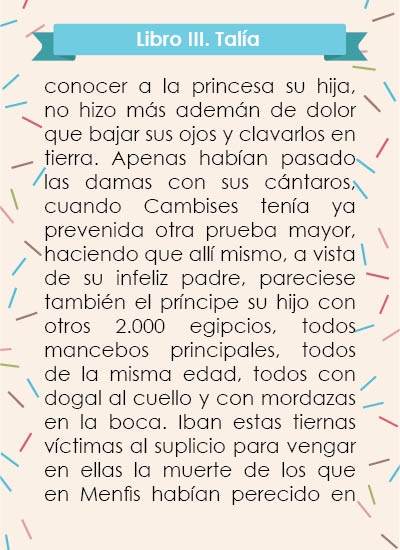 Libro III. Talía
conocer a la princesa su hija,
no hizo más ademán de dolor
que bajar sus ojos y clavarlos en
tierra. Apenas habían pasado
las damas con sus cántaros,
cuando Cambises tenía ya
prevenida otra prueba mayor,
haciendo que allí mismo, a vista
de su infeliz padre, pareciese
también el príncipe su hijo con
otros 2.000 egipcios, todos
mancebos principales, todos
de la misma edad, todos con
dogal al cuello y con mordazas
en la boca. Iban estas tiernas
víctimas al suplicio para vengar
en ellas la muerte de los que
en Menfis habían perecido en